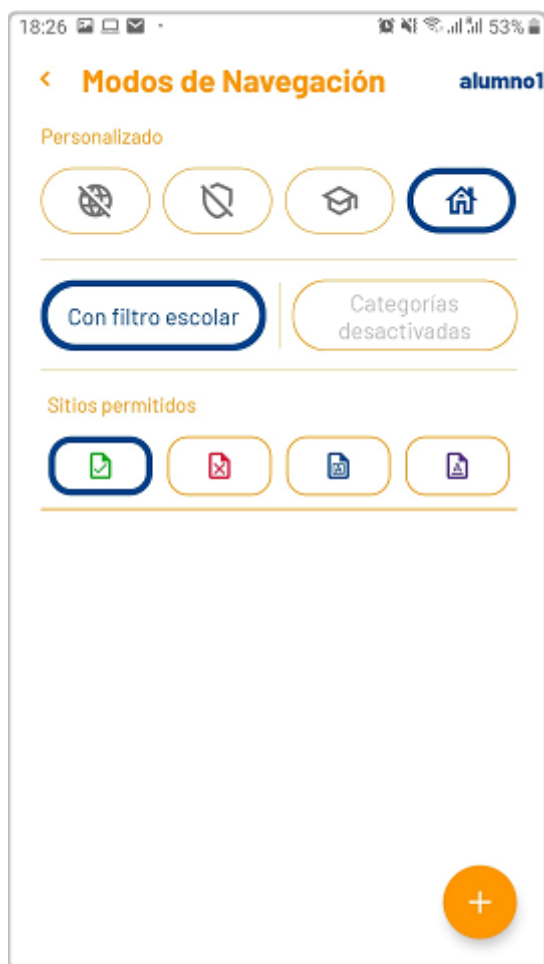 18:26 53%
Modos de Navegación alumno1
Personalizado
Con filtro escolar
Categorías
desactivadas
Sitios permitidos